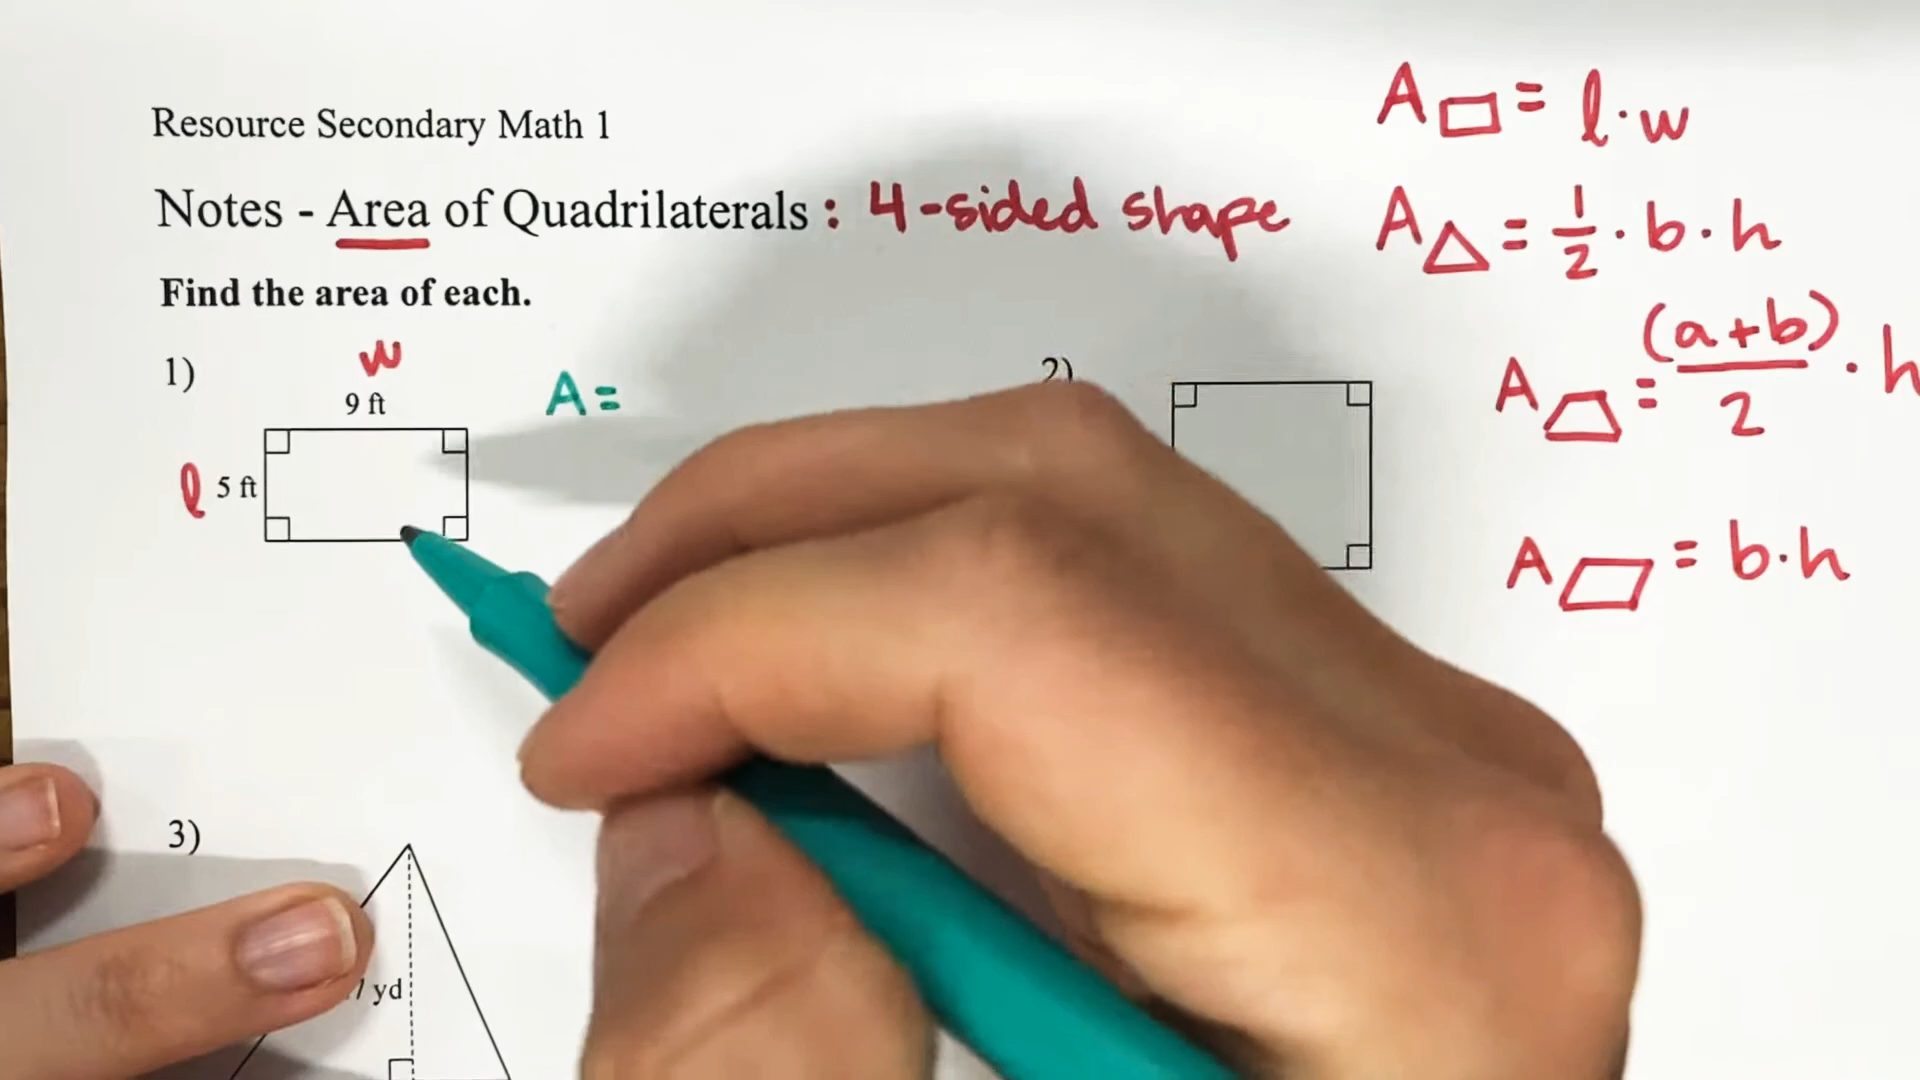 Resource Secondary Math 1
Notes - Area of Quadrilaterals : 4-sided shape
Find the area of each.
1)
w
9 ft
l 5 ft
A =
2)
3)
yd
A▭ = l · w
A△ = 1/2 · b · h
A⏢ = (a+b)/2 · h
A▱ = b · h